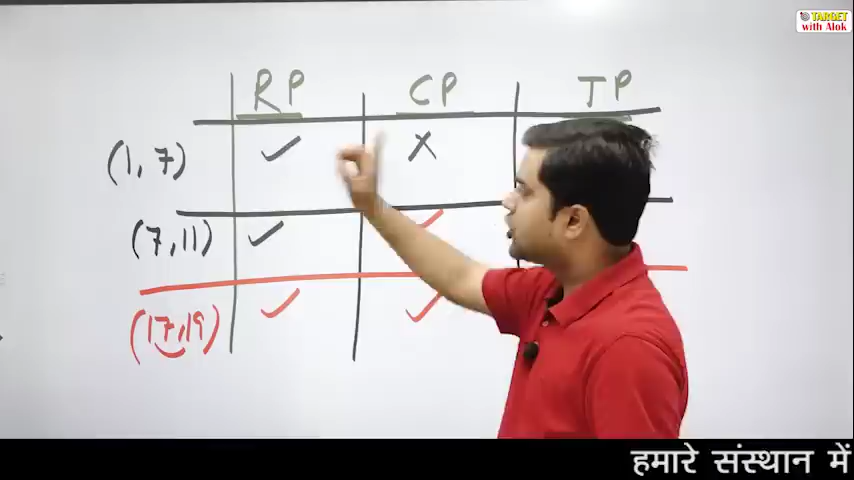 TARGET
with Alok
RP CP TP
(1, 7) ✓ X
(7,11) ✓ ✓
(17,19) ✓ ✓
हमारे संस्थान में